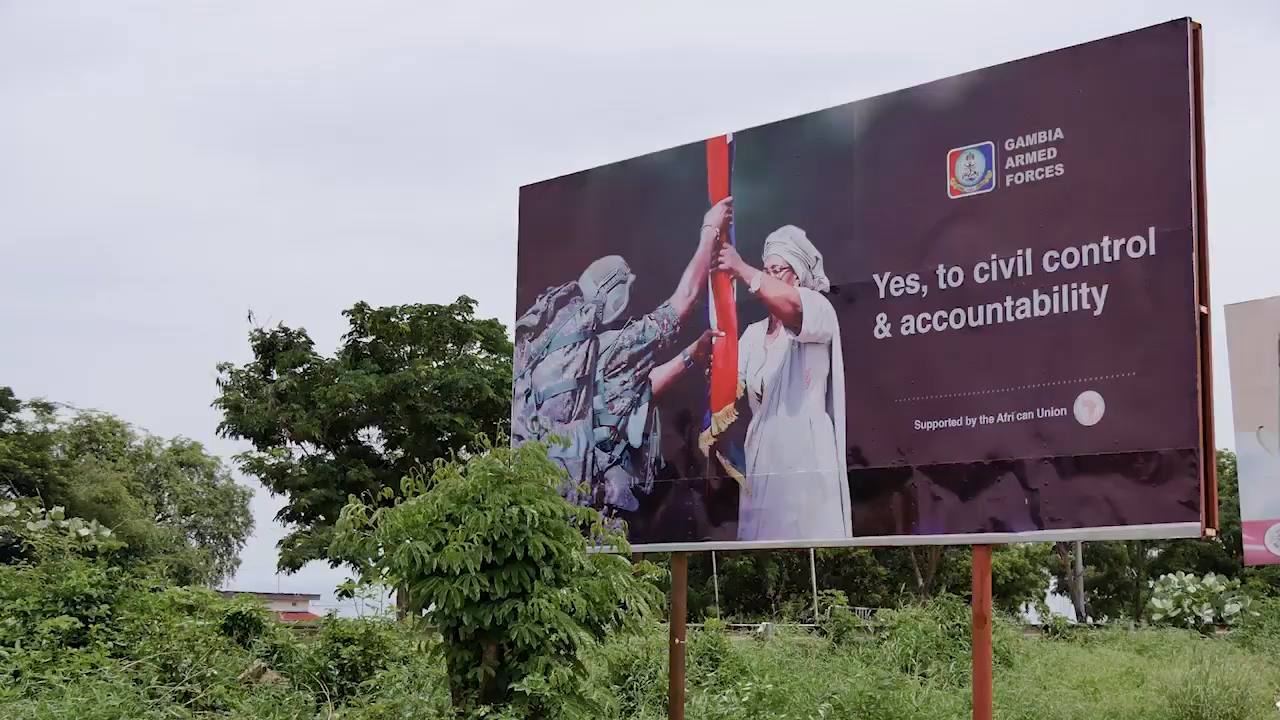 GAMBIA
ARMED
FORCES
Yes, to civil control
& accountability
Supported by the Afri can Union